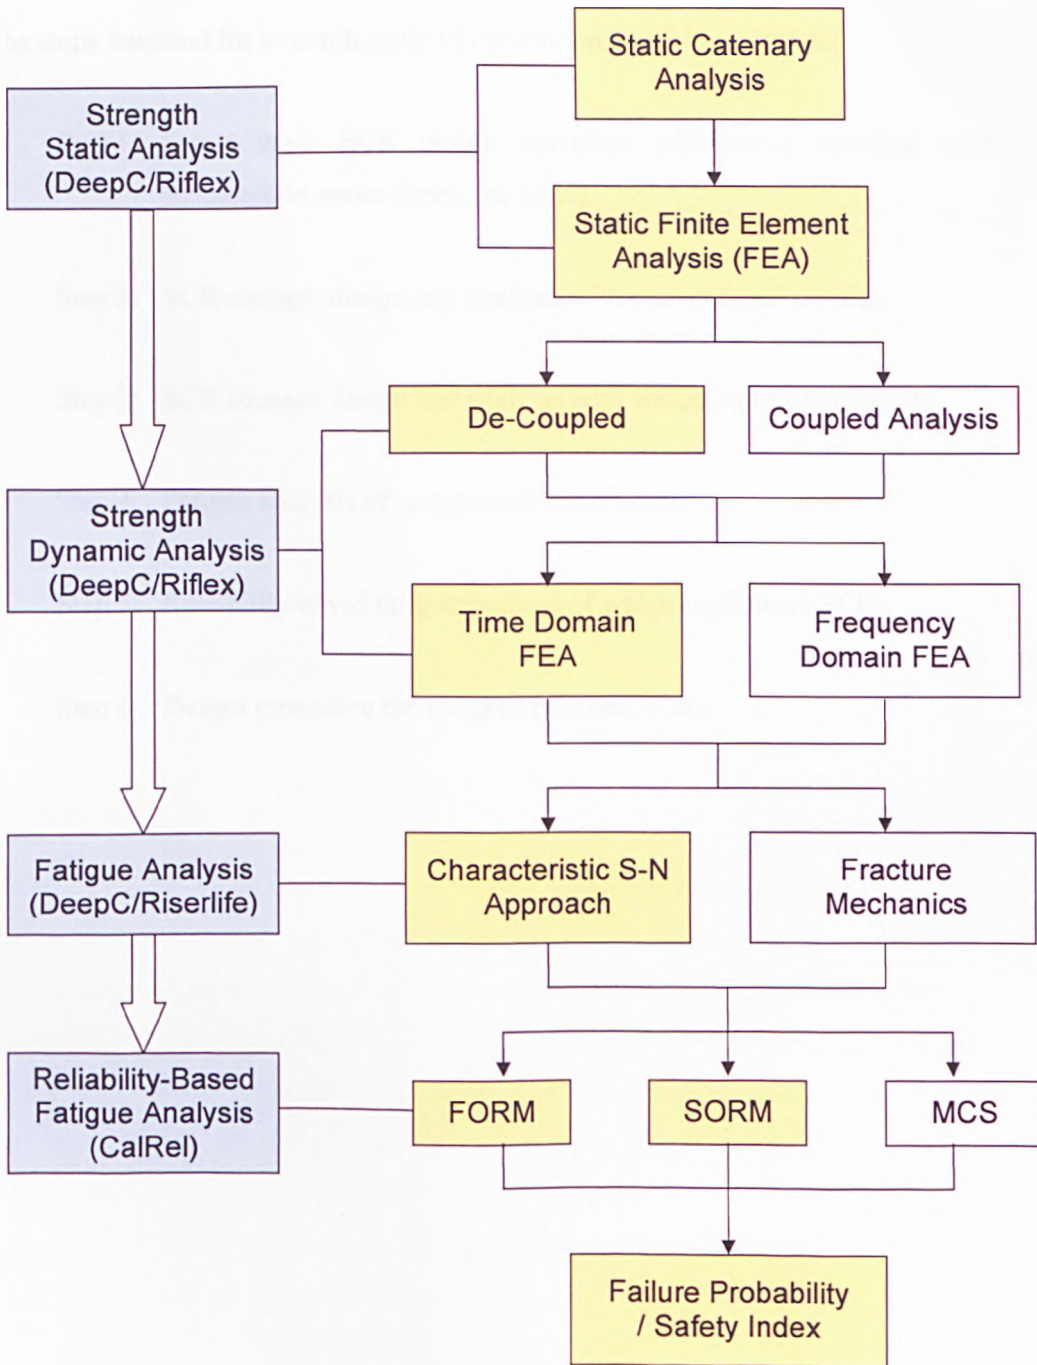 Static Catenary
Analysis
Strength
Static Analysis
(DeepC/Riflex)
Static Finite Element
Analysis (FEA)
De-Coupled
Coupled Analysis
Strength
Dynamic Analysis
(DeepC/Riflex)
Time Domain
FEA
Frequency
Domain FEA
Fatigue Analysis
(DeepC/Riserlife)
Characteristic S-N
Approach
Fracture
Mechanics
Reliability-Based
Fatigue Analysis
(CalRel)
FORM
SORM
MCS
Failure Probability
/ Safety Index